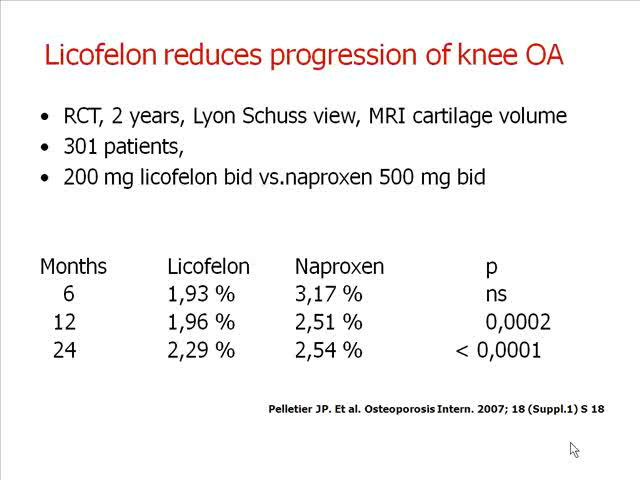 Licofelon reduces progression of knee OA
• RCT, 2 years, Lyon Schuss view, MRI cartilage volume
• 301 patients,
• 200 mg licofelon bid vs.naproxen 500 mg bid
Months Licofelon Naproxen p
6 1,93 % 3,17 % ns
12 1,96 % 2,51 % 0,0002
24 2,29 % 2,54 % < 0,0001
Pelletier JP. Et al. Osteoporosis Intern. 2007; 18 (Suppl.1) S 18